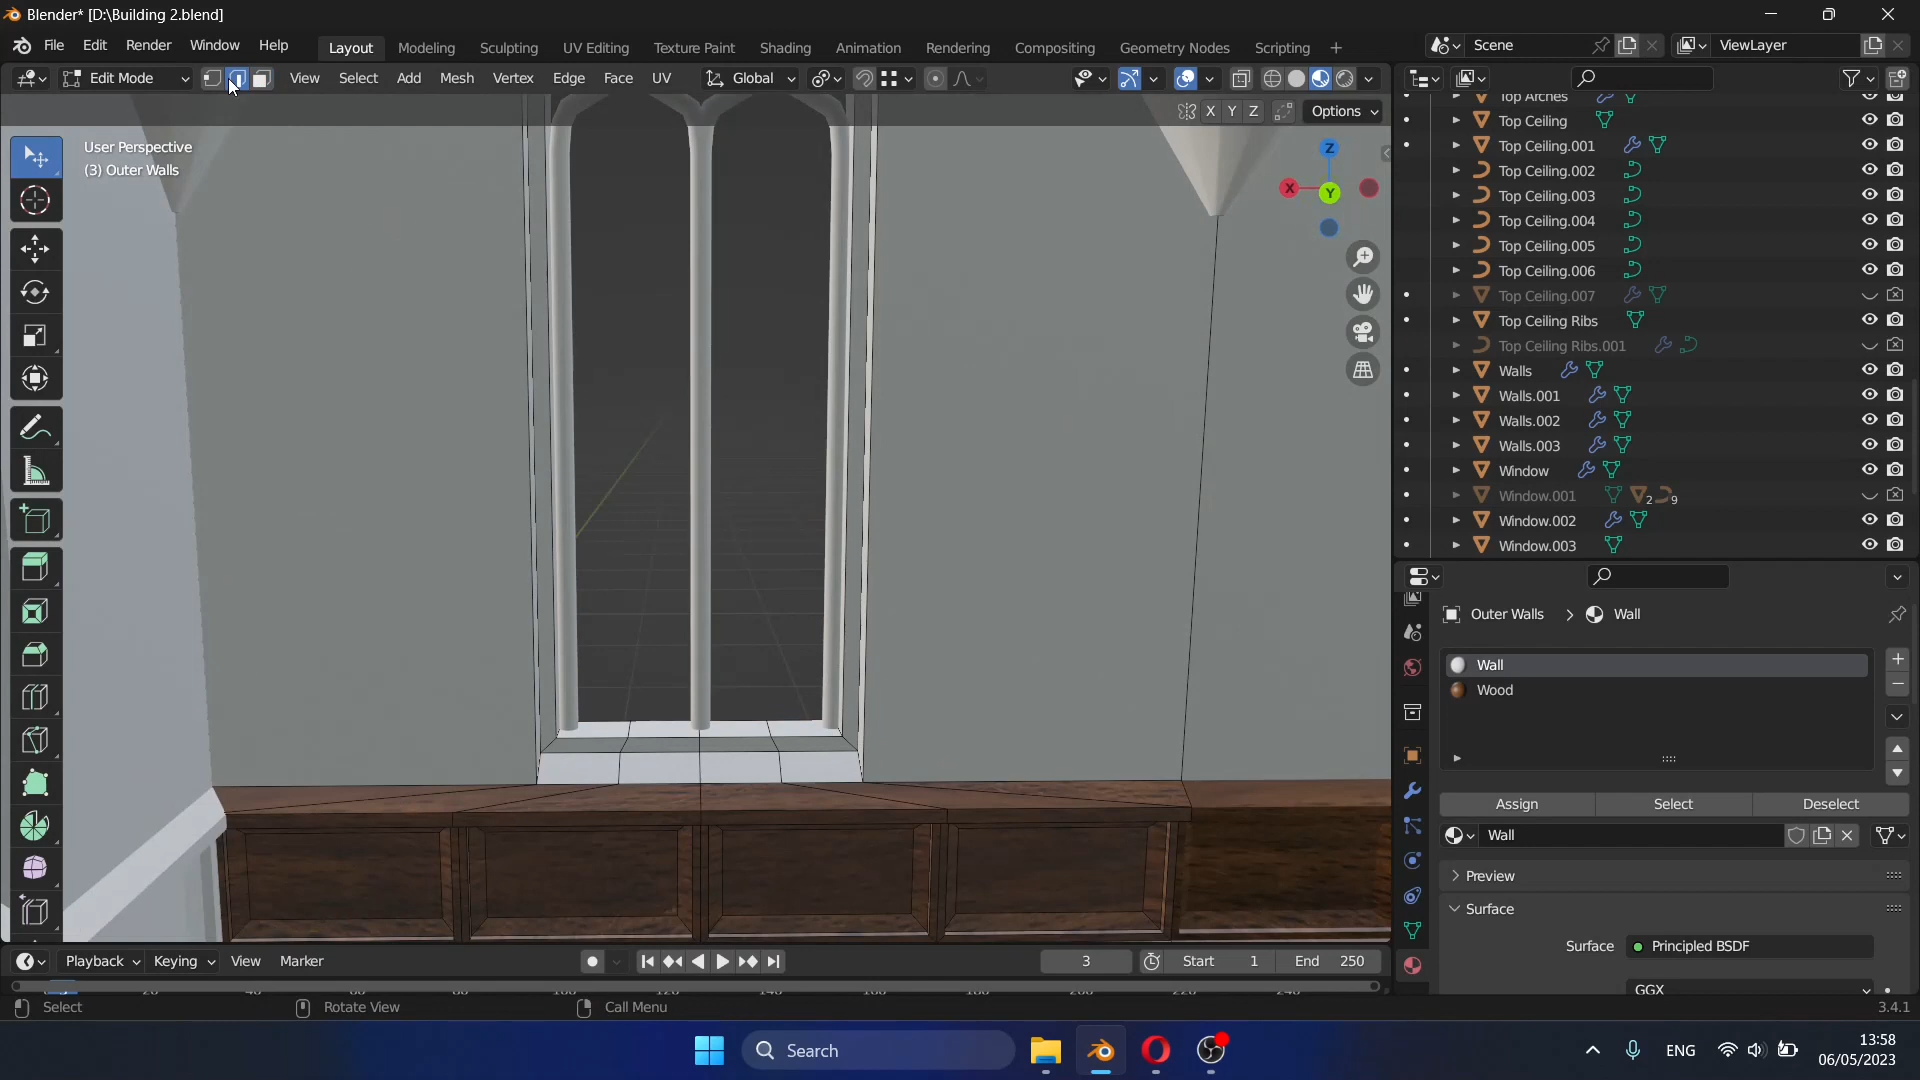 Blender* [D:\Building 2.blend]
File Edit Render Window Help Layout Modeling Sculpting UV Editing Texture Paint Shading Animation Rendering Compositing Geometry Nodes Scripting + Scene ViewLayer
Edit Mode View Select Add Mesh Vertex Edge Face UV Global
X Y Z Options
User Perspective
(3) Outer Walls
Z
X
Y
Top Arches
Top Ceiling
Top Ceiling.001
Top Ceiling.002
Top Ceiling.003
Top Ceiling.004
Top Ceiling.005
Top Ceiling.006
Top Ceiling.007
Top Ceiling Ribs
Top Ceiling Ribs.001
Walls
Walls.001
Walls.002
Walls.003
Window
Window.001 2 9
Window.002
Window.003
Outer Walls > Wall
Wall
Wood
Assign Select Deselect
Wall
Preview
Surface
Surface Principled BSDF
GGX
Playback Keying View Marker 3 Start 1 End 250
Select Rotate View Call Menu 3.4.1
Search ENG 13:58
06/05/2023